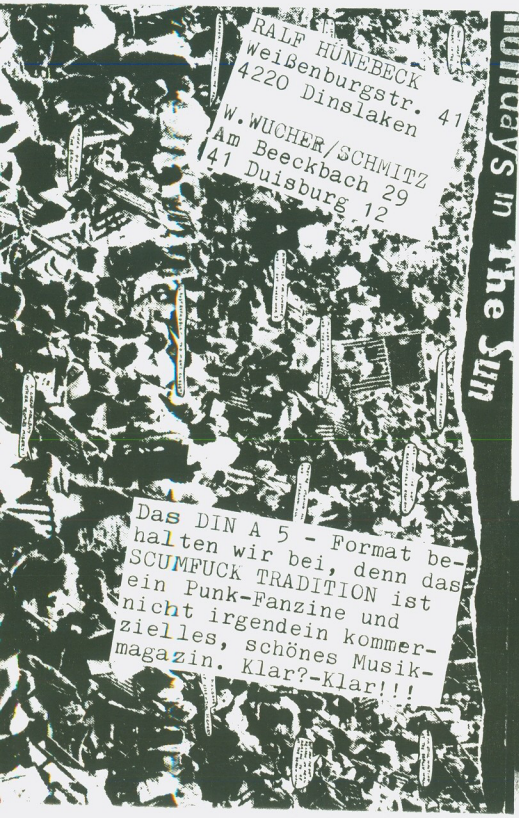 RALF HÜNEBECK
Weißenburgstr. 41
4220 Dinslaken
W.WUCHER/SCHMITZ
Am Beeckbach 29
41 Duisburg 12
Holidays in The Sun
Das DIN A 5 - Format be-
halten wir bei, denn das
SCUMFUCK TRADITION ist
ein Punk-Fanzine und
nicht irgendein kommer-
zielles, schönes Musik-
magazin. Klar?-Klar!!!